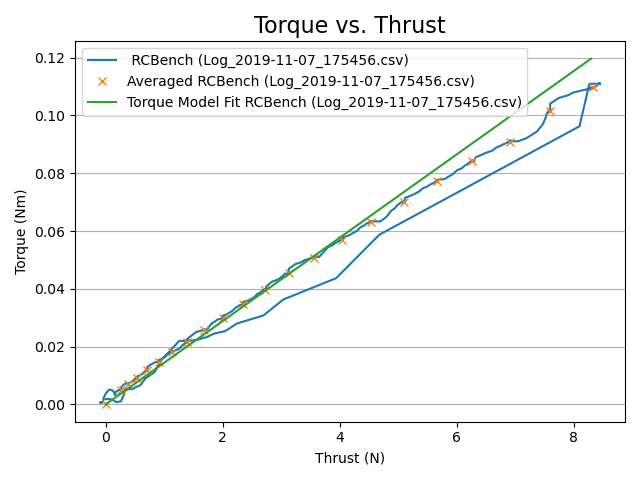 Torque vs. Thrust
RCBench (Log_2019-11-07_175456.csv)
Averaged RCBench (Log_2019-11-07_175456.csv)
Torque Model Fit RCBench (Log_2019-11-07_175456.csv)
Torque (Nm)
0.12
0.10
0.08
0.06
0.04
0.02
0.00
0 2 4 6 8
Thrust (N)